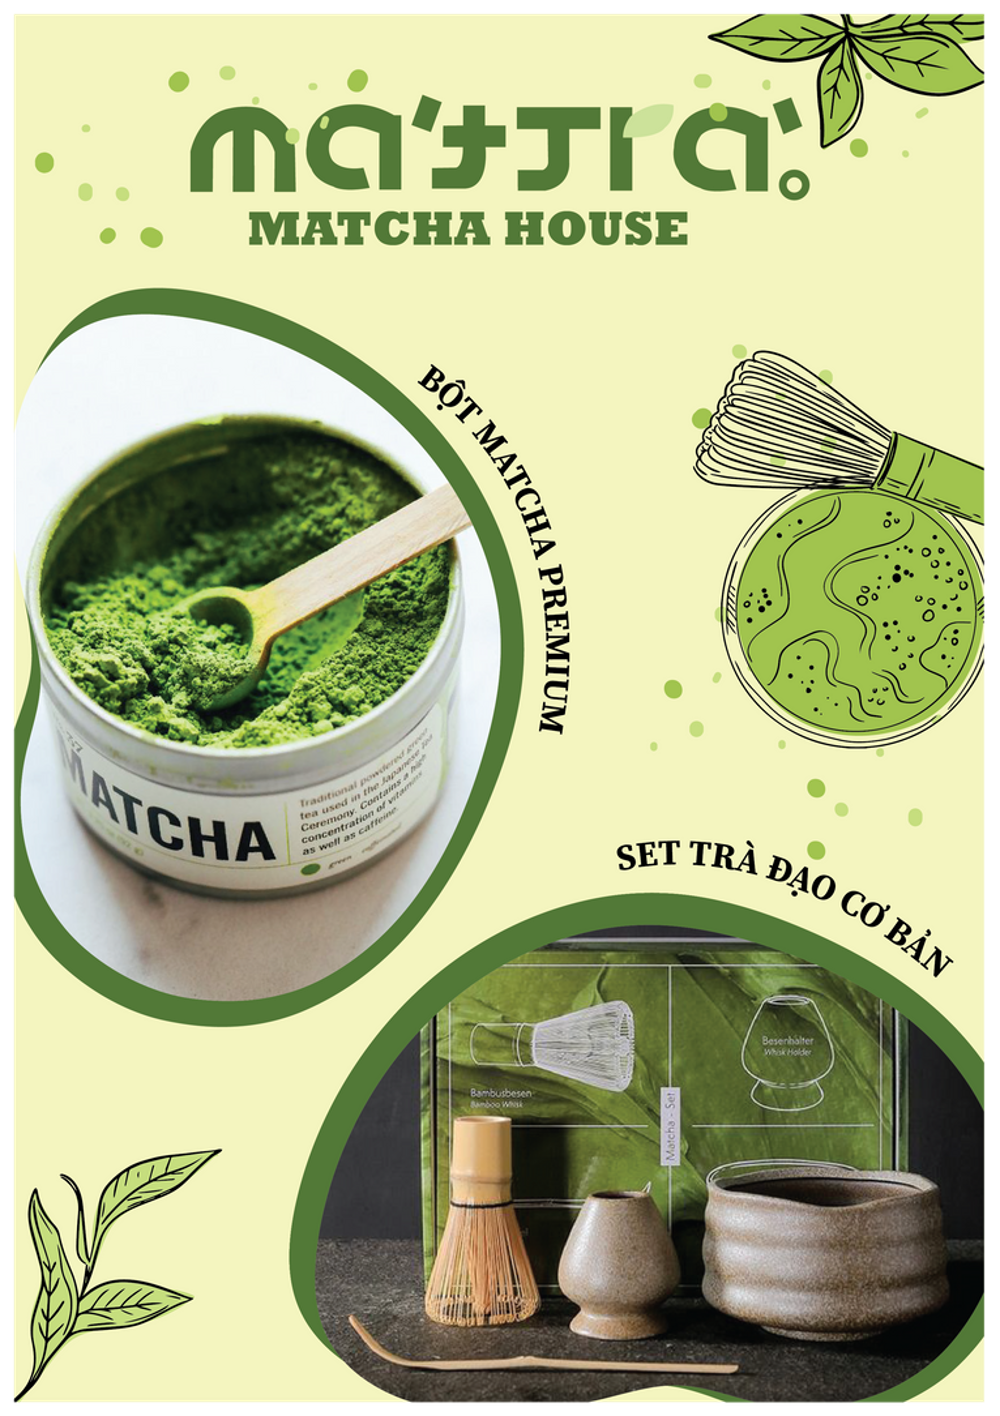 matrà
MATCHA HOUSE
BỘT MATCHA PREMIUM
MATCHA
Traditional powdered green
tea used in the Japanese Tea
Ceremony. Contains a high
concentration of vitamins
as well as caffeine.
green
SET TRÀ ĐẠO CƠ BẢN
Bambusbesen
Bamboo Whisk
Besenhalter
Whisk Holder
Matcha - Set